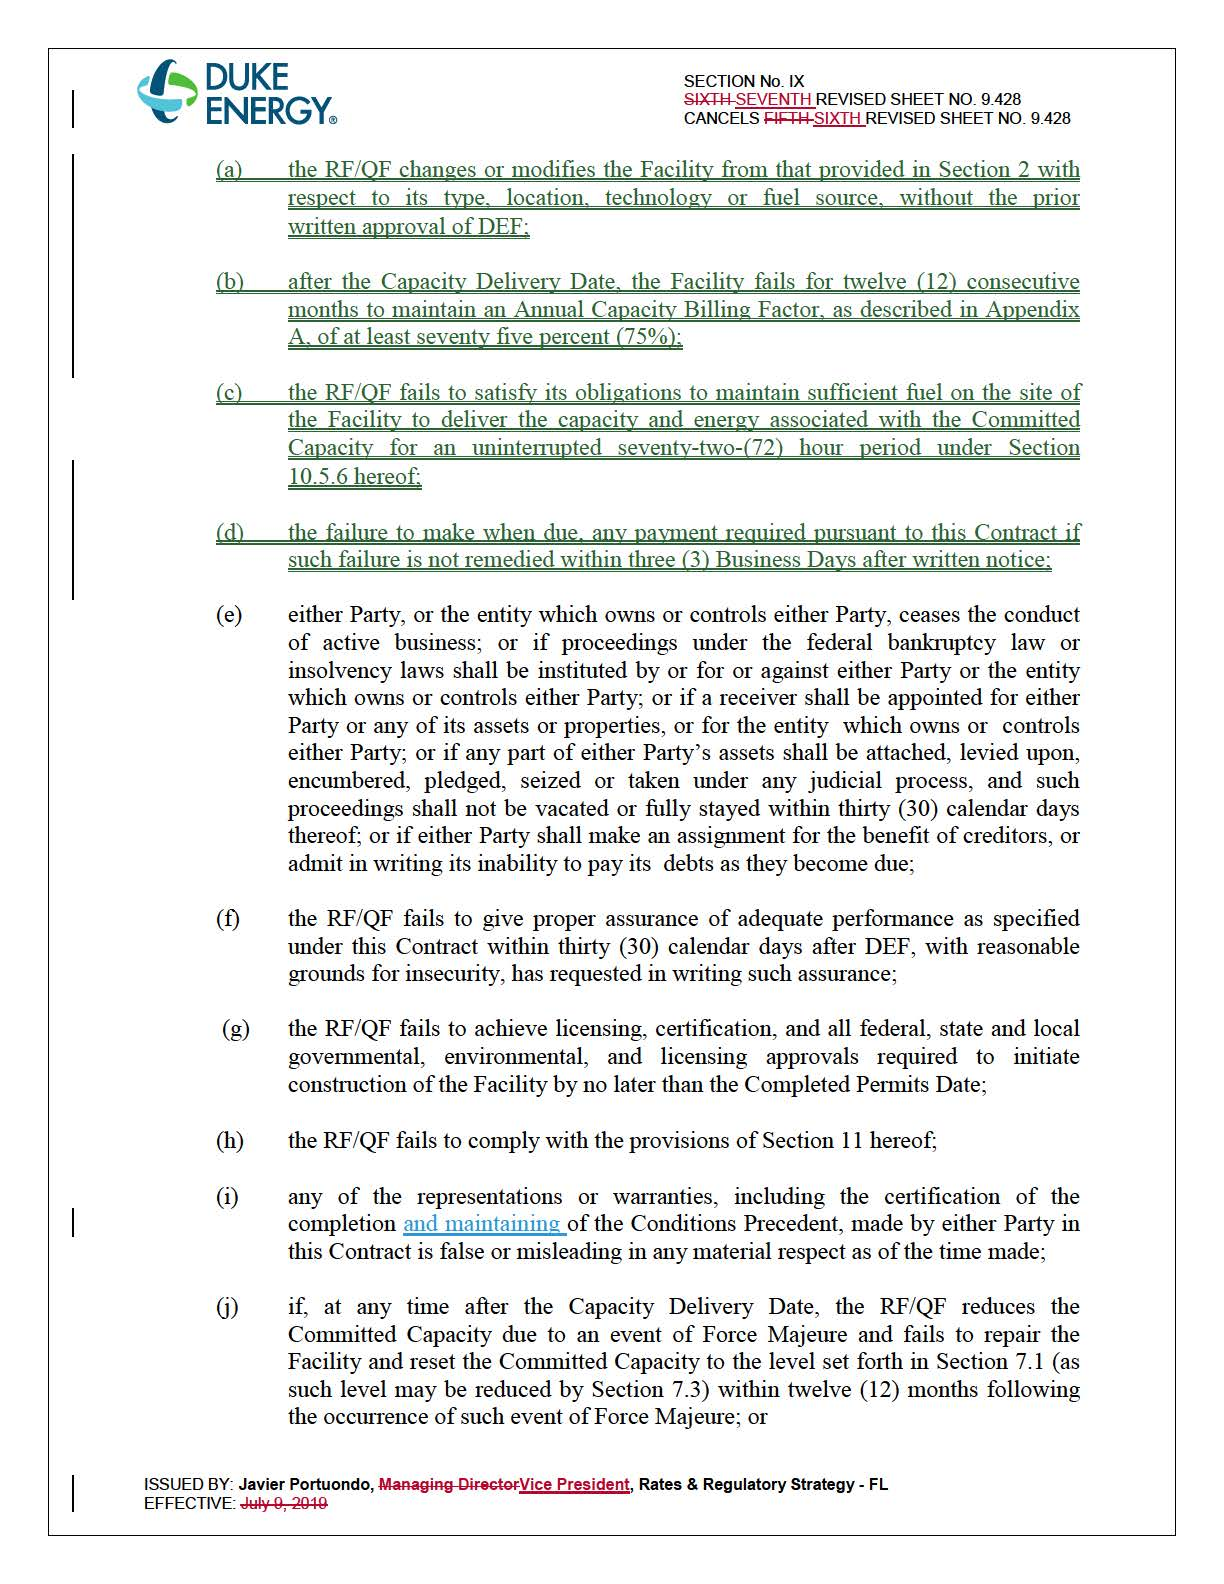 DUKE
ENERGY®
SECTION No. IX
SIXTH SEVENTH REVISED SHEET NO. 9.428
CANCELS FIFTH SIXTH REVISED SHEET NO. 9.428
(a) the RF/QF changes or modifies the Facility from that provided in Section 2 with
respect to its type, location, technology or fuel source, without the prior
written approval of DEF;
(b) after the Capacity Delivery Date, the Facility fails for twelve (12) consecutive
months to maintain an Annual Capacity Billing Factor, as described in Appendix
A, of at least seventy five percent (75%);
(c) the RF/QF fails to satisfy its obligations to maintain sufficient fuel on the site of
the Facility to deliver the capacity and energy associated with the Committed
Capacity for an uninterrupted seventy-two-(72) hour period under Section
10.5.6 hereof;
(d) the failure to make when due, any payment required pursuant to this Contract if
such failure is not remedied within three (3) Business Days after written notice;
(e) either Party, or the entity which owns or controls either Party, ceases the conduct
of active business; or if proceedings under the federal bankruptcy law or
insolvency laws shall be instituted by or for or against either Party or the entity
which owns or controls either Party; or if a receiver shall be appointed for either
Party or any of its assets or properties, or for the entity which owns or controls
either Party; or if any part of either Party's assets shall be attached, levied upon,
encumbered, pledged, seized or taken under any judicial process, and such
proceedings shall not be vacated or fully stayed within thirty (30) calendar days
thereof; or if either Party shall make an assignment for the benefit of creditors, or
admit in writing its inability to pay its debts as they become due;
(f) the RF/QF fails to give proper assurance of adequate performance as specified
under this Contract within thirty (30) calendar days after DEF, with reasonable
grounds for insecurity, has requested in writing such assurance;
(g) the RF/QF fails to achieve licensing, certification, and all federal, state and local
governmental, environmental, and licensing approvals required to initiate
construction of the Facility by no later than the Completed Permits Date;
(h) the RF/QF fails to comply with the provisions of Section 11 hereof;
(i) any of the representations or warranties, including the certification of the
completion and maintaining of the Conditions Precedent, made by either Party in
this Contract is false or misleading in any material respect as of the time made;
(j) if, at any time after the Capacity Delivery Date, the RF/QF reduces the
Committed Capacity due to an event of Force Majeure and fails to repair the
Facility and reset the Committed Capacity to the level set forth in Section 7.1 (as
such level may be reduced by Section 7.3) within twelve (12) months following
the occurrence of such event of Force Majeure; or
ISSUED BY: Javier Portuondo, Managing DirectorVice President, Rates & Regulatory Strategy - FL
EFFECTIVE: July 9, 2019